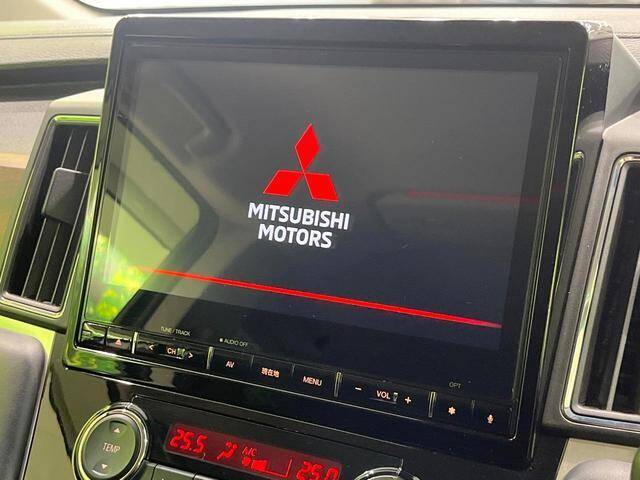 MITSUBISHI
MOTORS
TUNE / TRACK
AUDIO OFF
< CH >
AV
現在地
MENU
- VOL +
OPT
TEMP
25.5
A/C
25.0